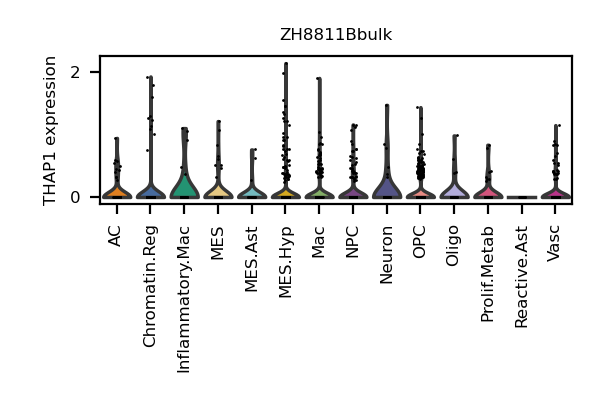 ZH8811Bbulk
THAP1 expression
2
0
AC
Chromatin.Reg
Inflammatory.Mac
MES
MES.Ast
MES.Hyp
Mac
NPC
Neuron
OPC
Oligo
Prolif.Metab
Reactive.Ast
Vasc